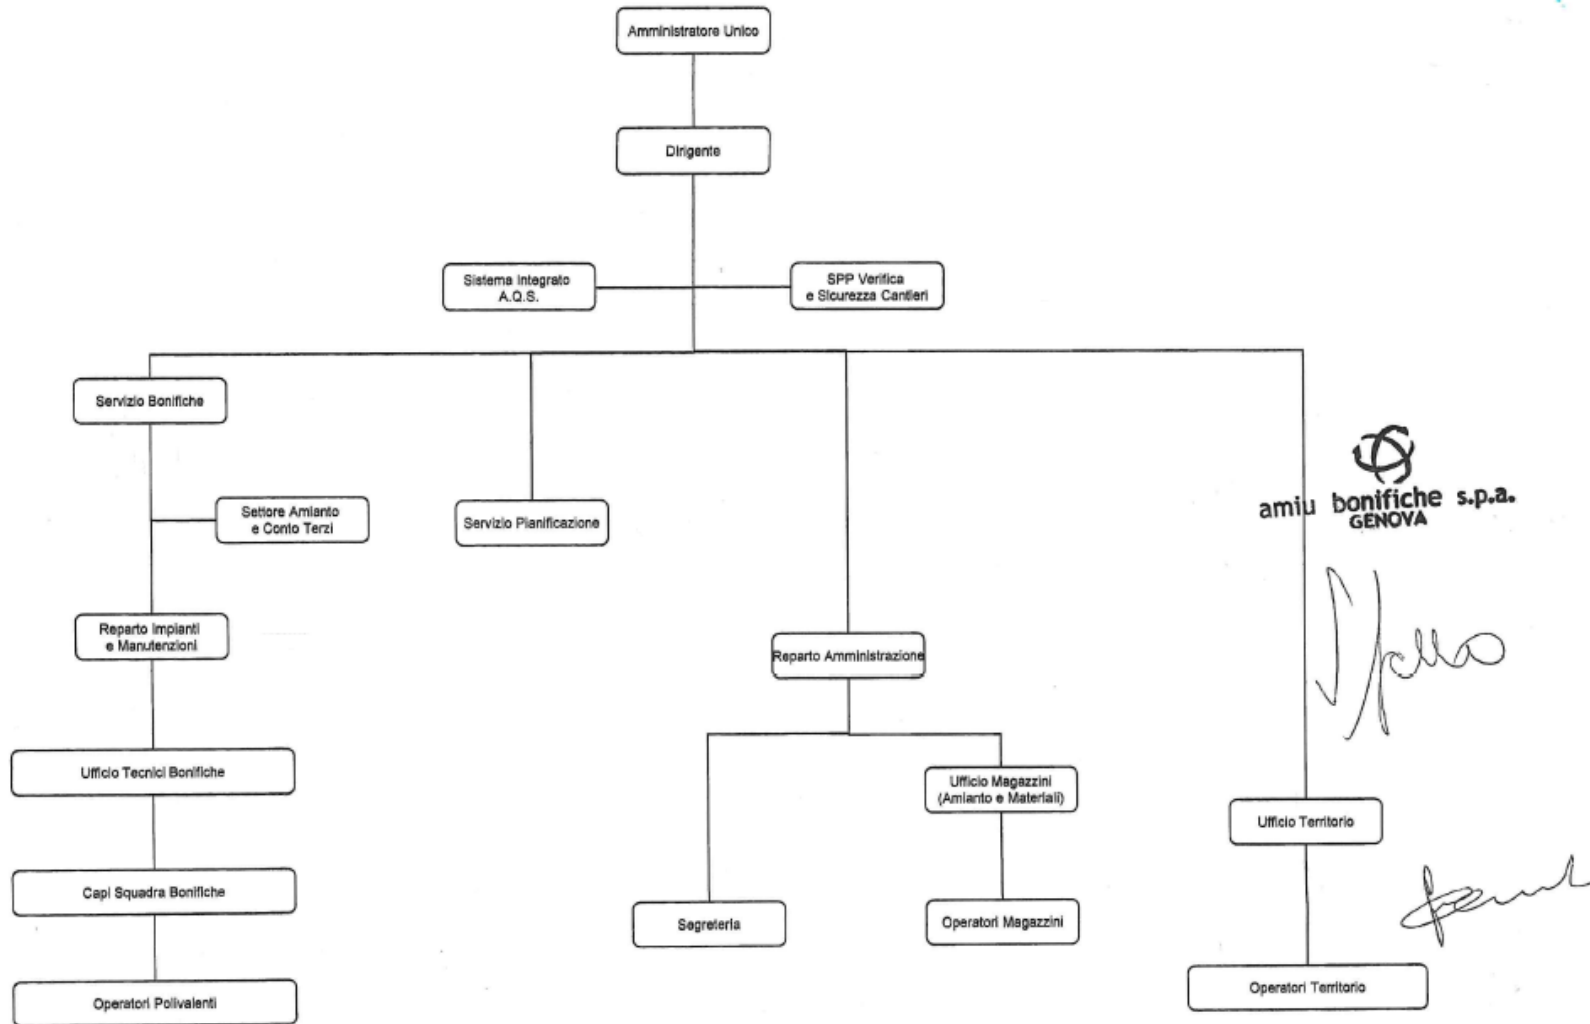 Amministratore Unico
Dirigente
Sistema Integrato
A.Q.S.
SPP Verifica
e Sicurezza Cantieri
Servizio Bonifiche
Settore Amianto
e Conto Terzi
Servizio Pianificazione
amiu bonifiche s.p.a.
GENOVA
Reparto Impianti
e Manutenzioni
Reparto Amministrazione
Ufficio Tecnici Bonifiche
Ufficio Magazzini
(Amianto e Materiali)
Ufficio Territorio
Capi Squadra Bonifiche
Segreteria
Operatori Magazzini
Operatori Polivalenti
Operatori Territorio